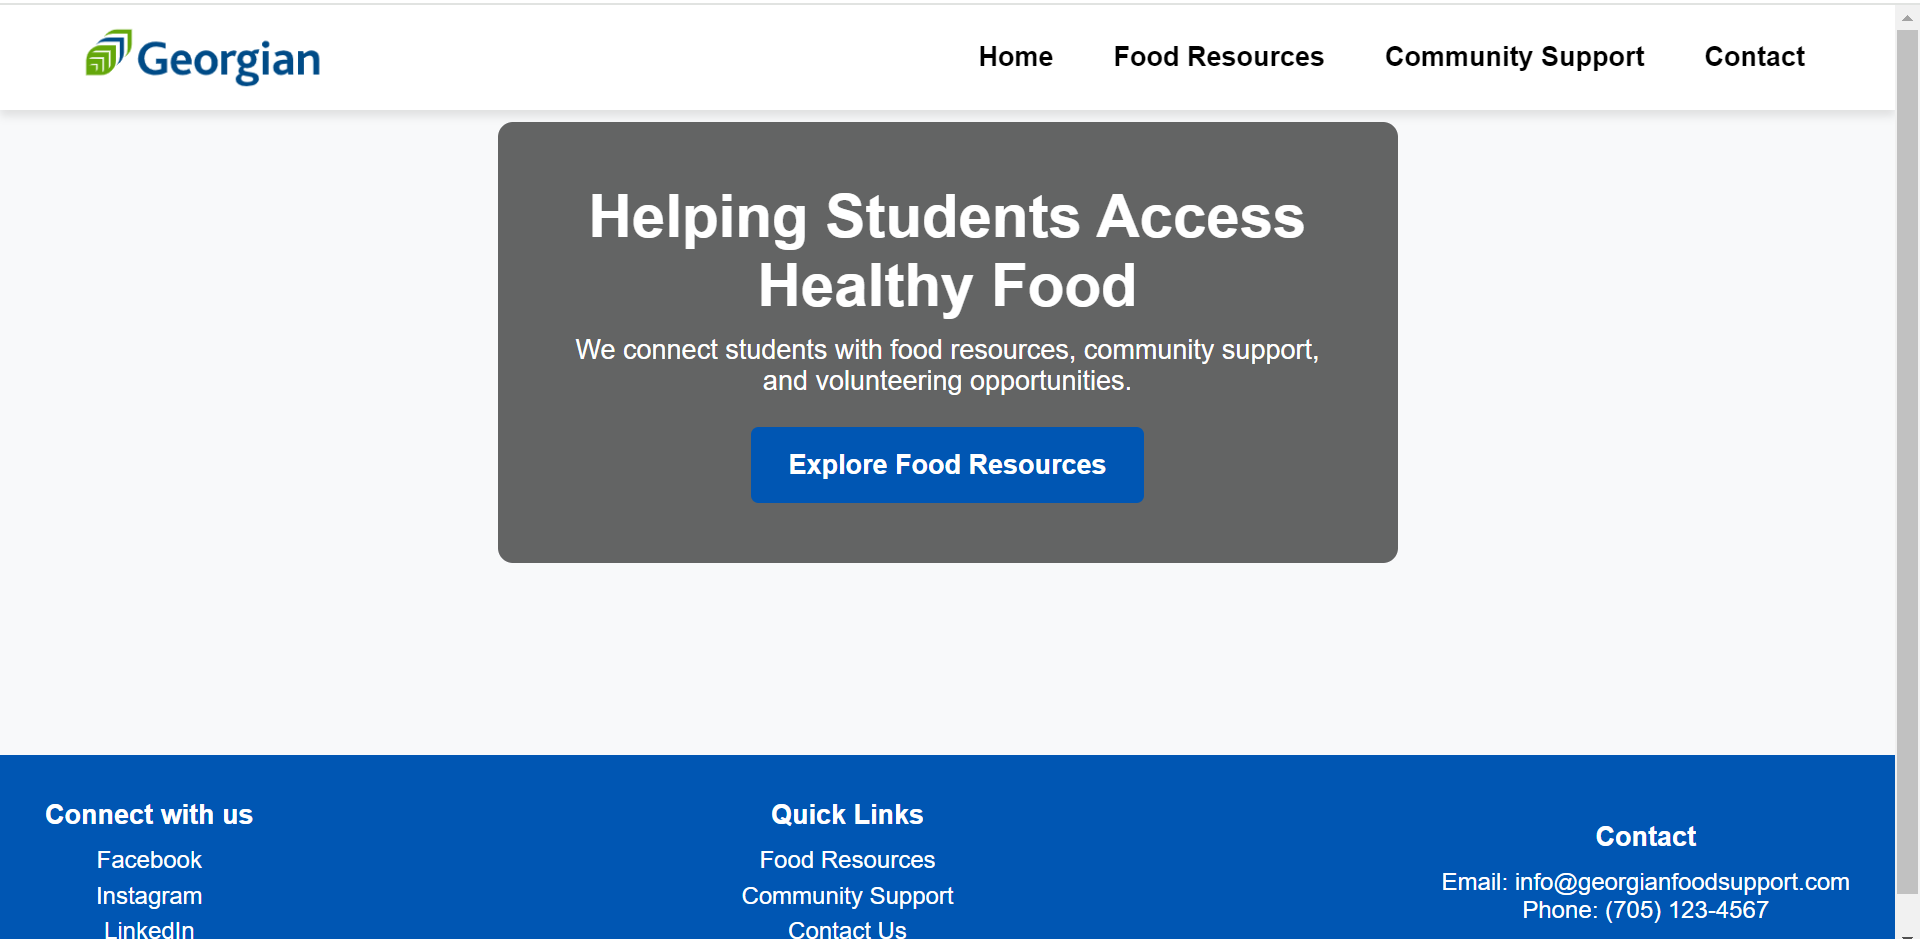 Georgian
Home
Food Resources
Community Support
Contact
Helping Students Access
Healthy Food
We connect students with food resources, community support,
and volunteering opportunities.
Explore Food Resources
Connect with us
Facebook
Instagram
LinkedIn
Quick Links
Food Resources
Community Support
Contact Us
Contact
Email: info@georgianfoodsupport.com
Phone: (705) 123-4567